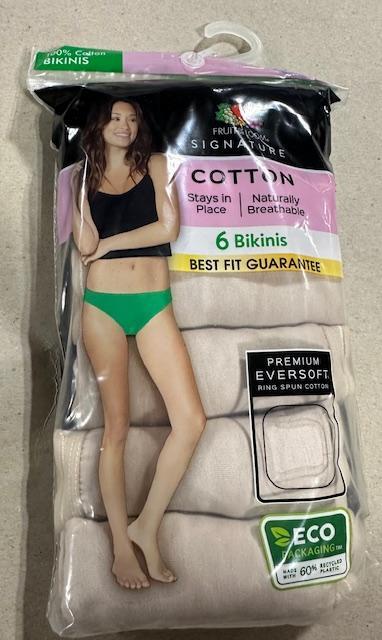 100% Cotton
BIKINIS
FRUIT OF THE LOOM
SIGNATURE
COTTON
Stays in Place | Naturally Breathable
6 Bikinis
BEST FIT GUARANTEE
PREMIUM
EVERSOFT
RING SPUN COTTON
ECO
PACKAGING™
MADE WITH 60% RECYCLED PLASTIC